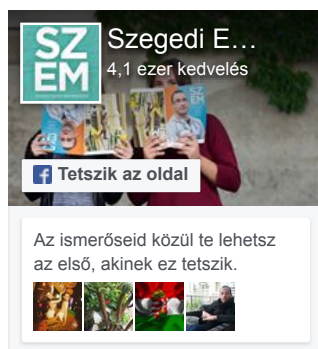 SZ
EM
Szegedi E…
4,1 ezer kedvelés
Tetszik az oldal
Az ismerőseid közül te lehetsz
az első, akinek ez tetszik.